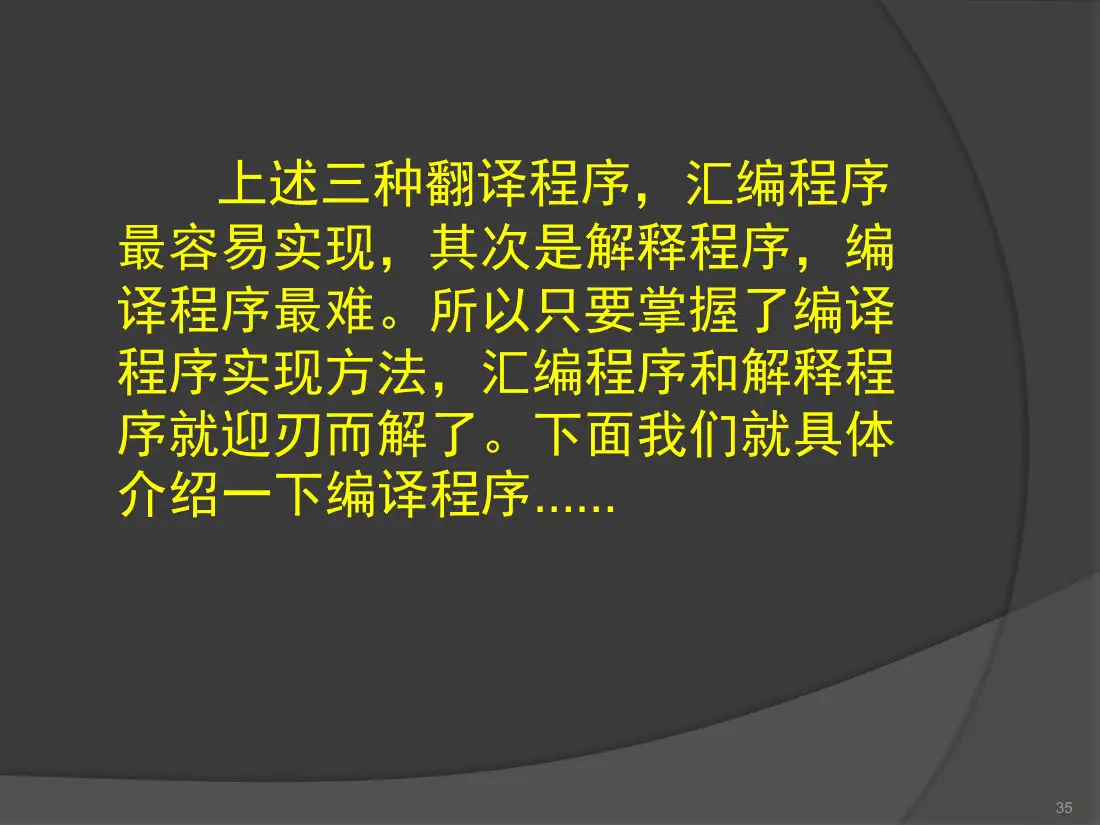 上述三种翻译程序，汇编程序
最容易实现，其次是解释程序，编
译程序最难。所以只要掌握了编译
程序实现方法，汇编程序和解释程
序就迎刃而解了。下面我们就具体
介绍一下编译程序......
35